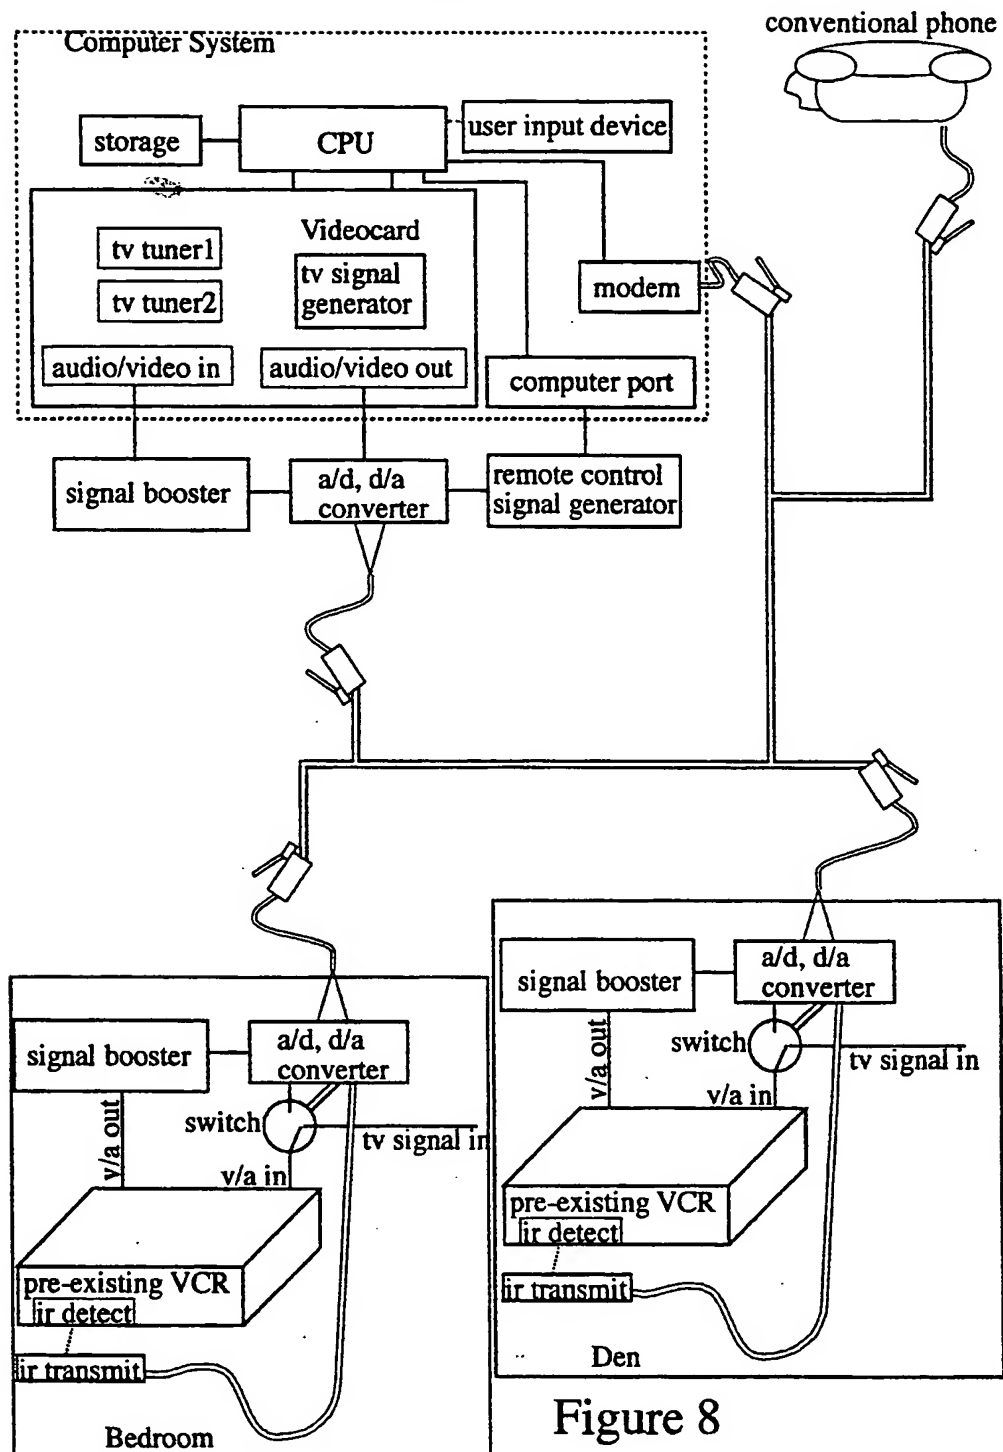 conventional phone
Computer System
storage
CPU
user input device
Videocard
tv tuner1
tv signal
generator
tv tuner2
modem
audio/video in
audio/video out
computer port
signal booster
a/d, d/a
converter
remote control
signal generator
signal booster
a/d, d/a
converter
switch
tv signal in
v/a out
v/a in
pre-existing VCR
ir detect
ir transmit
Den
signal booster
a/d, d/a
converter
switch
tv signal in
v/a out
v/a in
pre-existing VCR
ir detect
ir transmit
Bedroom
Figure 8